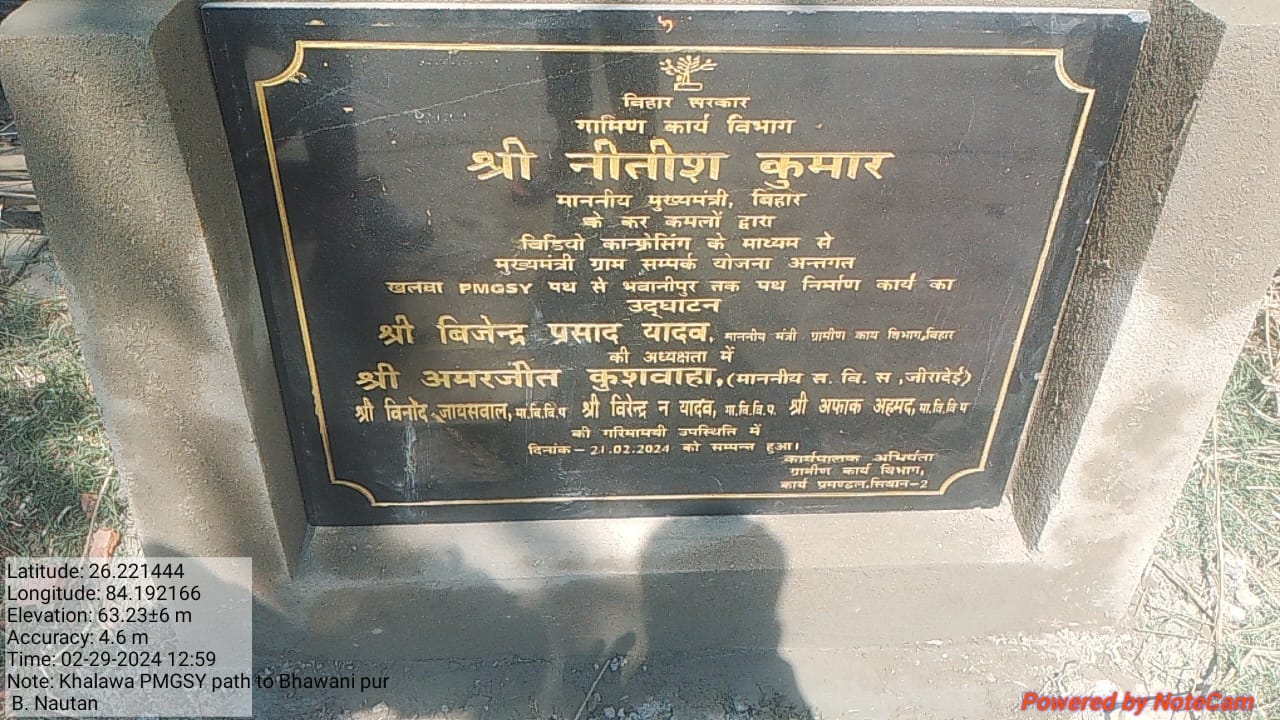 बिहार सरकार
गामिण कार्य विभाग
श्री नीतीश कुमार
माननीय मुख्यमंत्री, बिहार
के कर कमलों द्वारा
विडियो कान्फ्रेसिंग के माध्यम से
मुख्यमंत्री ग्राम सम्पर्क योजना अन्तगत
खलवा PMGSY पथ से भवानीपुर तक पथ निर्माण कार्य का
उद्घाटन
श्री बिजेन्द्र प्रसाद यादव, माननीय मंत्री ग्रामीण काय विभाग,बिहार
की अध्यक्षता में
श्री अमरजीत कुशवाहा,(माननीय स. वि. स ,जीरादेई)
श्री विनोद जायसवाल, मा.वि.वि.प श्री विरेन्द्र न यादव, मा.वि.वि.प. श्री अफाक अहमद, मा.वि.वि प
की गरिमामयी उपस्थिति में
दिनांक – 21.02.2024 को सम्पन्न हुआ।
कार्यपालक अभियंता
ग्रामीण कार्य विभाग,
कार्य प्रमण्डल,सिवान-2
Latitude: 26.221444
Longitude: 84.192166
Elevation: 63.23±6 m
Accuracy: 4.6 m
Time: 02-29-2024 12:59
Note: Khalawa PMGSY path to Bhawani pur
B. Nautan
Powered by NoteCam